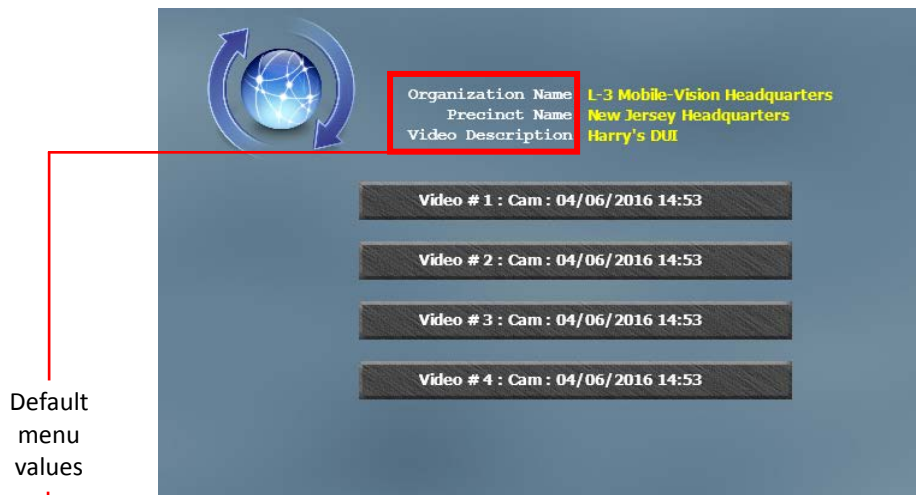 Organization Name L-3 Mobile-Vision Headquarters
Precinct Name New Jersey Headquarters
Video Description Harry's DUI
Video # 1 : Cam : 04/06/2016 14:53
Video # 2 : Cam : 04/06/2016 14:53
Video # 3 : Cam : 04/06/2016 14:53
Video # 4 : Cam : 04/06/2016 14:53
Default
menu
values